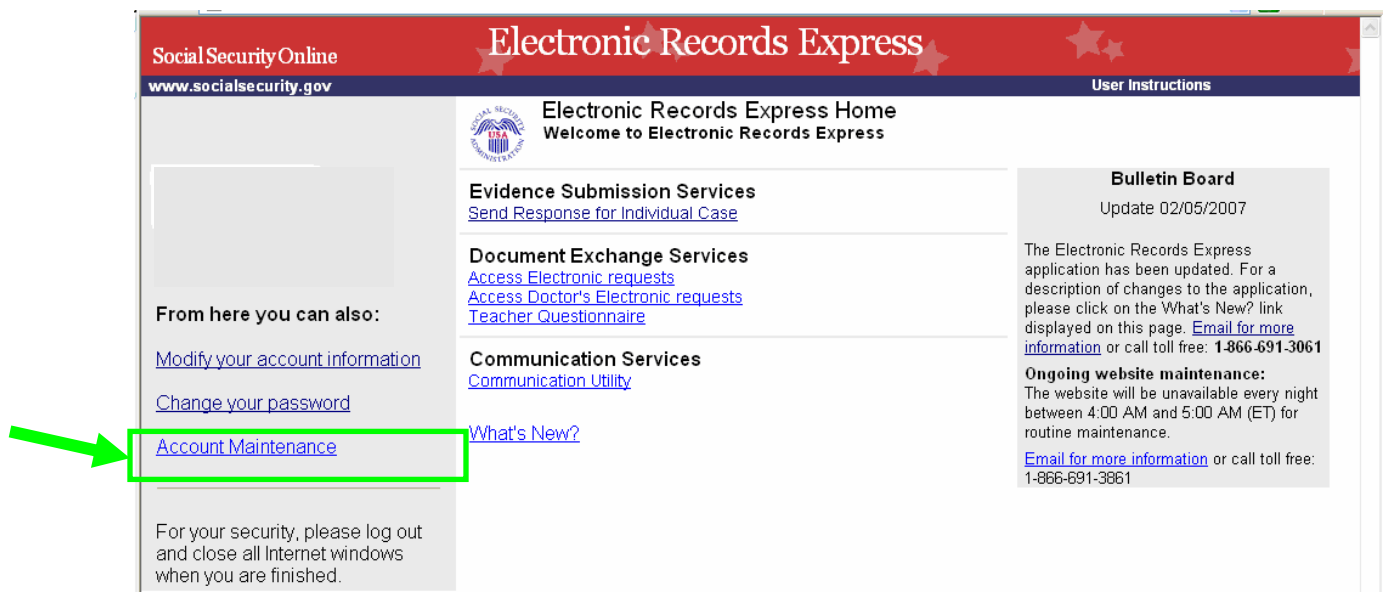 Social Security Online
Electronic Records Express
www.socialsecurity.gov
User Instructions
From here you can also:
Modify your account information
Change your password
Account Maintenance
For your security, please log out
and close all Internet windows
when you are finished.
SOCIAL SECURITY
USA
ADMINISTRATION
Electronic Records Express Home
Welcome to Electronic Records Express
Evidence Submission Services
Send Response for Individual Case
Document Exchange Services
Access Electronic requests
Access Doctor's Electronic requests
Teacher Questionnaire
Communication Services
Communication Utility
What's New?
Bulletin Board
Update 02/05/2007
The Electronic Records Express
application has been updated. For a
description of changes to the application,
please click on the What's New? link
displayed on this page. Email for more
information or call toll free: 1-866-691-3061
Ongoing website maintenance:
The website will be unavailable every night
between 4:00 AM and 5:00 AM (ET) for
routine maintenance.
Email for more information or call toll free:
1-866-691-3861